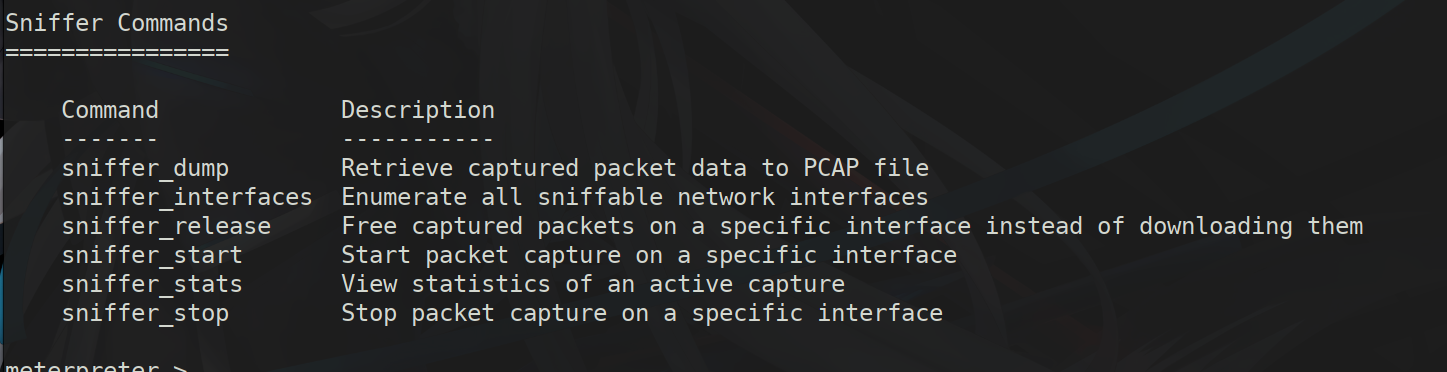 Sniffer Commands
================
Command Description
------- -----------
sniffer_dump Retrieve captured packet data to PCAP file
sniffer_interfaces Enumerate all sniffable network interfaces
sniffer_release Free captured packets on a specific interface instead of downloading them
sniffer_start Start packet capture on a specific interface
sniffer_stats View statistics of an active capture
sniffer_stop Stop packet capture on a specific interface
meterpreter >